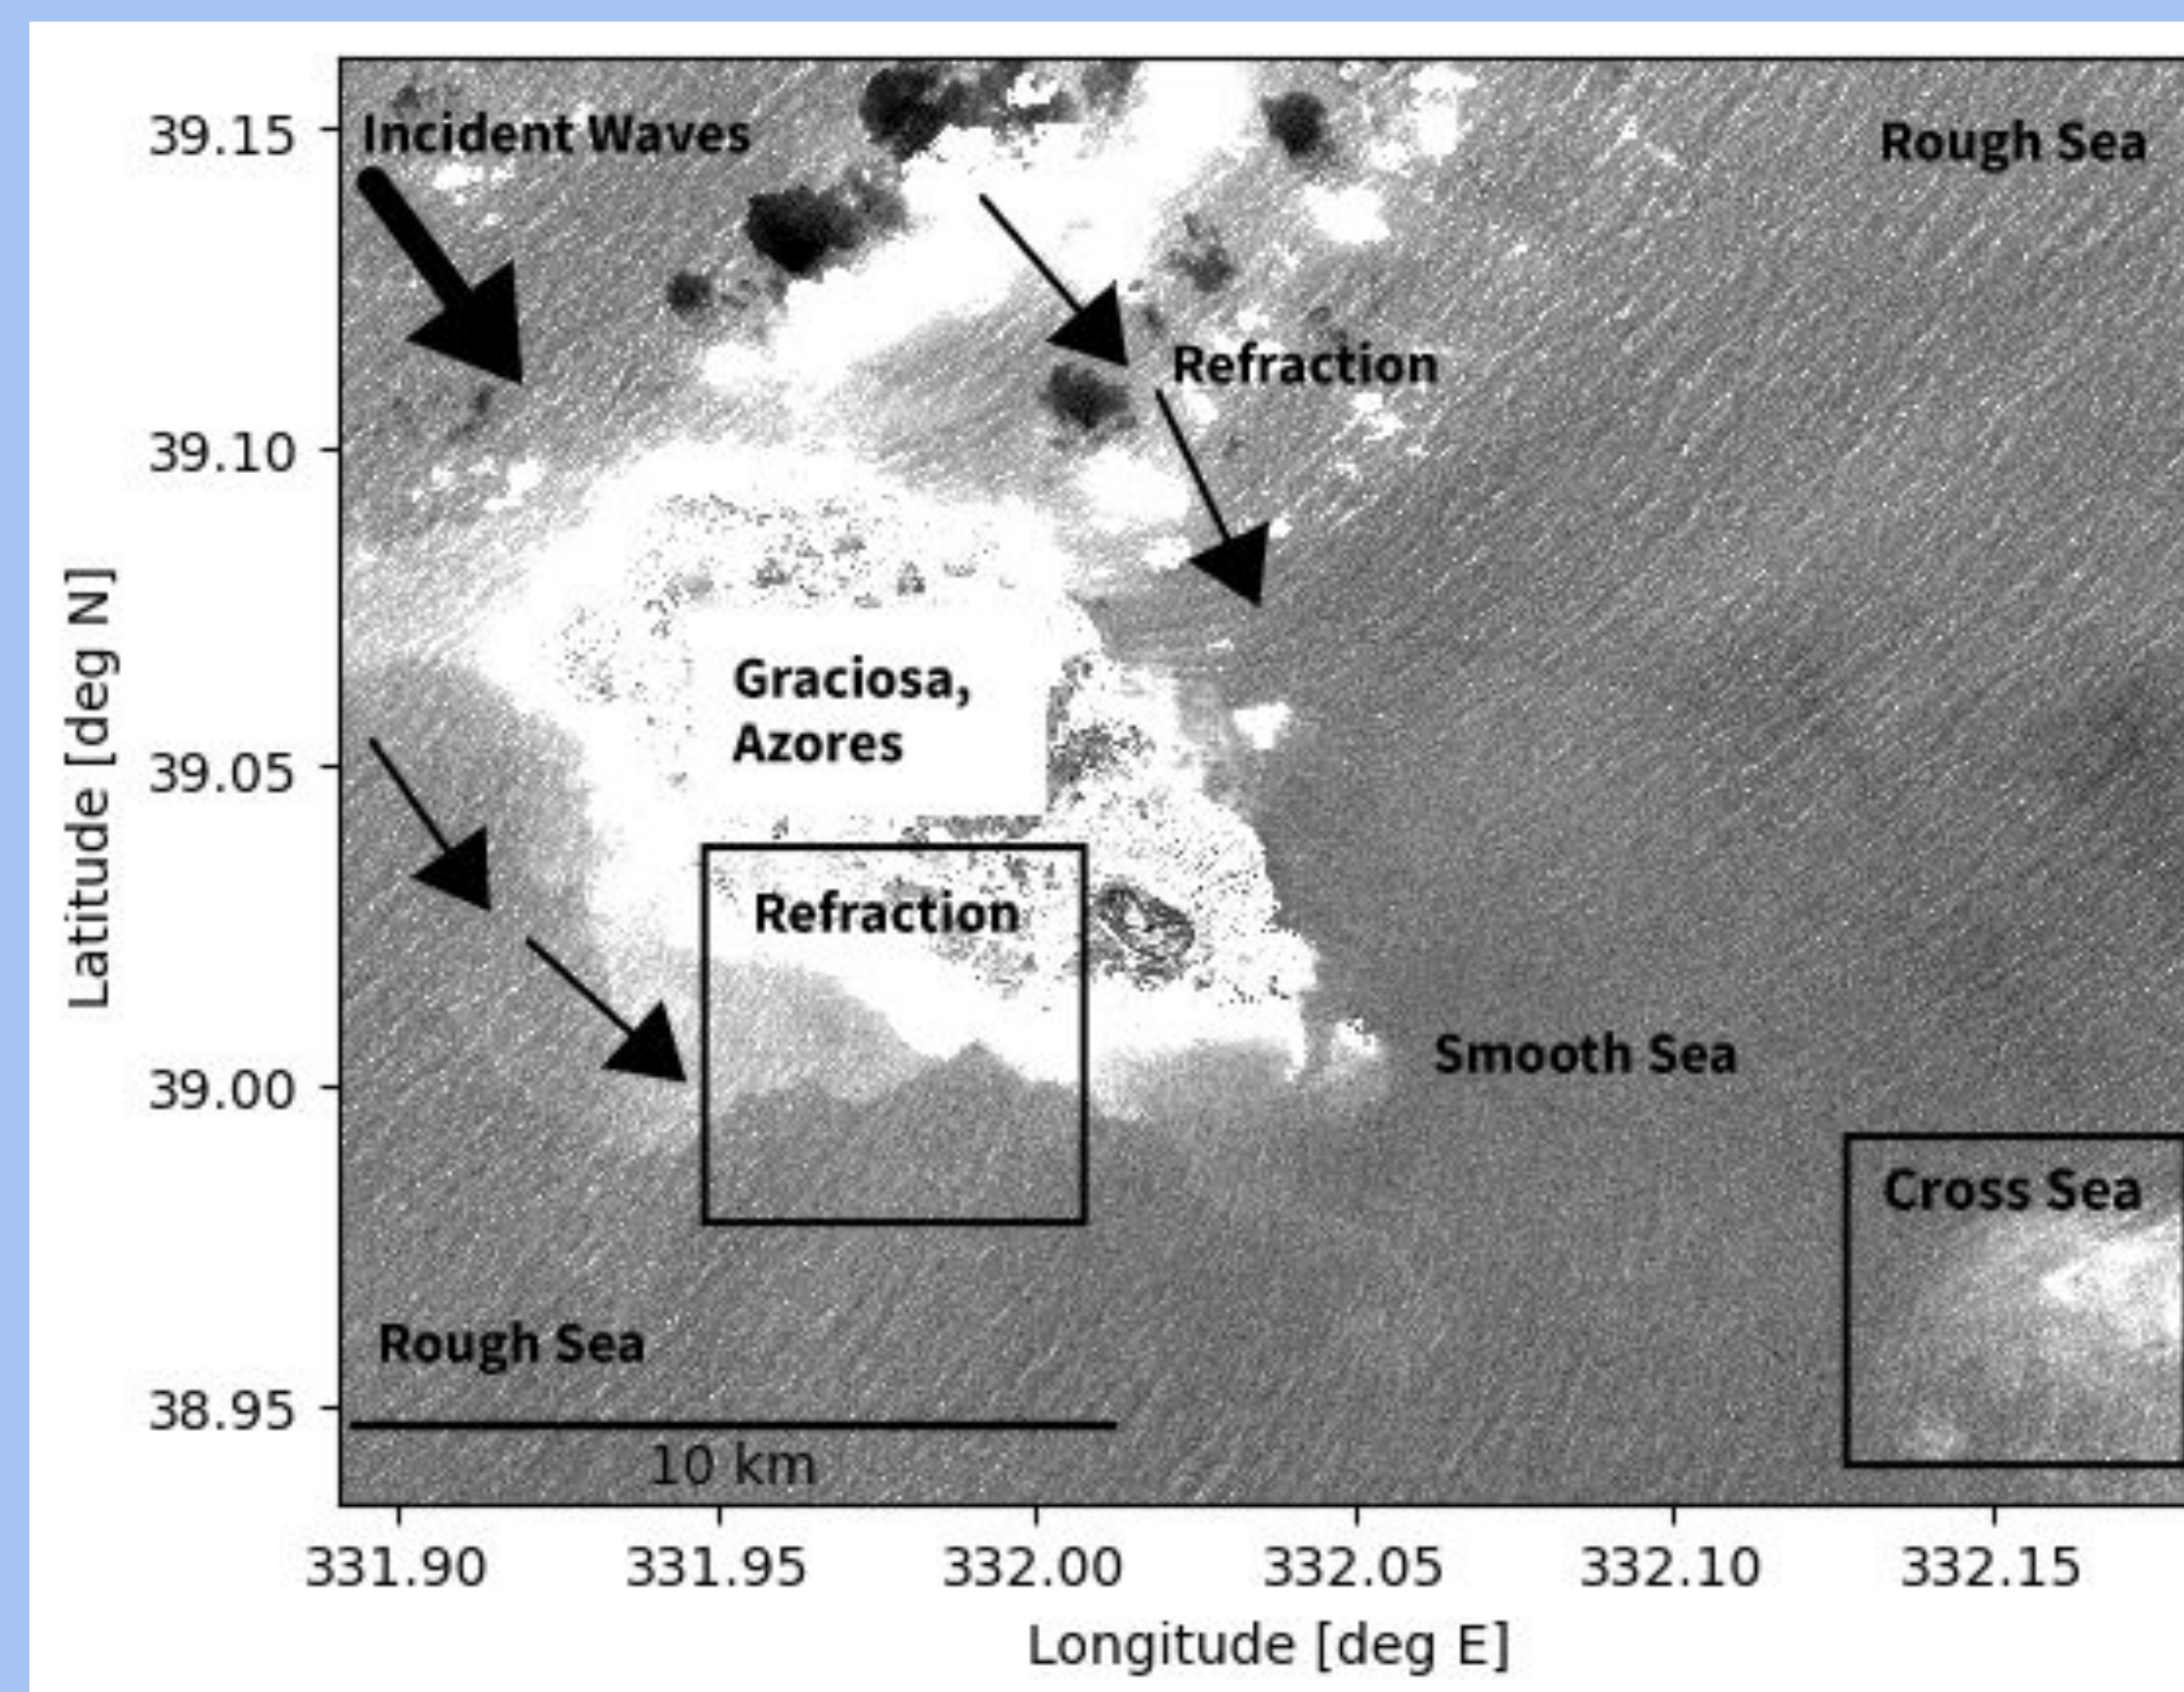 Incident Waves
Rough Sea
Refraction
Graciosa,
Azores
Refraction
Smooth Sea
Cross Sea
Rough Sea
10 km
39.15
39.10
39.05
39.00
38.95
Latitude [deg N]
331.90 331.95 332.00 332.05 332.10 332.15
Longitude [deg E]